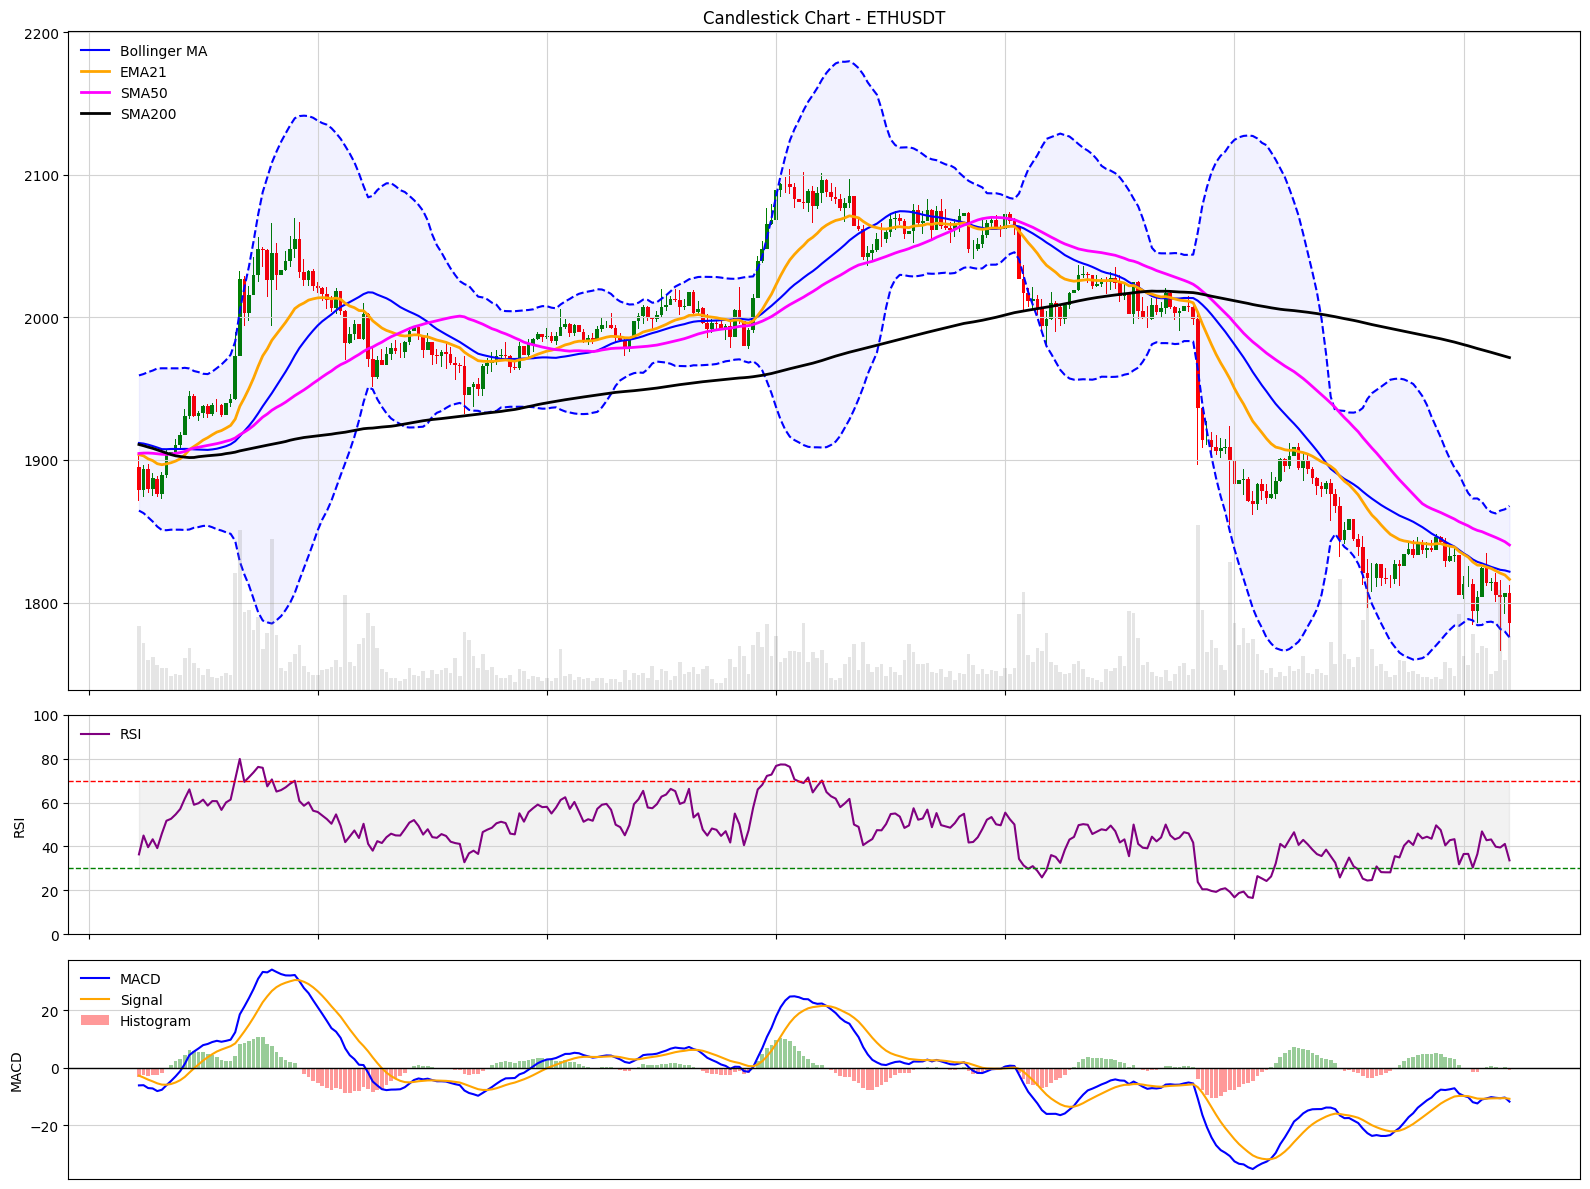 Candlestick Chart - ETHUSDT
2200
Bollinger MA
EMA21
SMA50
SMA200
2100
2000
1900
1800
100
RSI
80
60
RSI
40
20
0
MACD
20
Signal
Histogram
MACD
0
−20